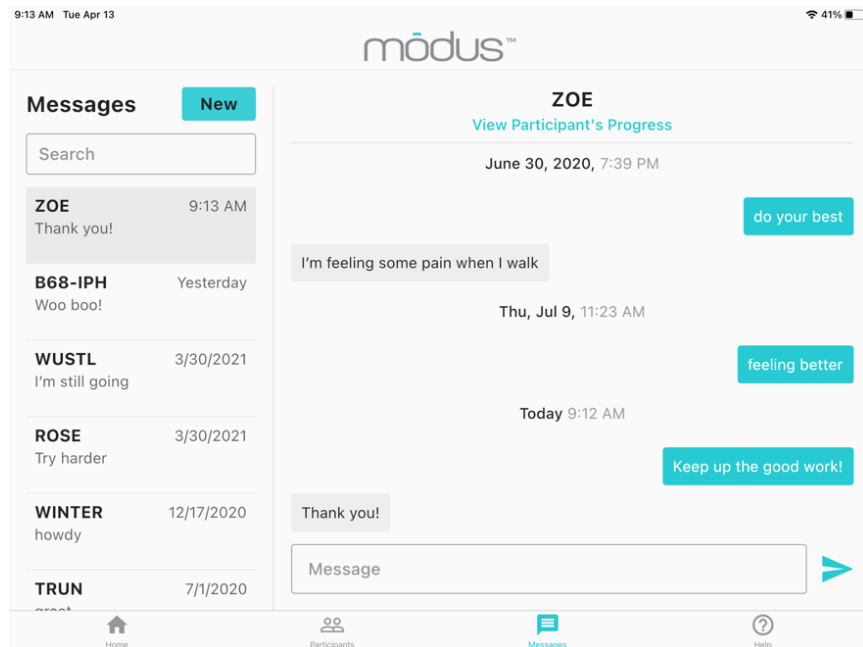 9:13 AM Tue Apr 13
41%
mōdus™
Messages
New
Search
ZOE 9:13 AM
Thank you!
B68-IPH Yesterday
Woo boo!
WUSTL 3/30/2021
I'm still going
ROSE 3/30/2021
Try harder
WINTER 12/17/2020
howdy
TRUN 7/1/2020
ZOE
View Participant's Progress
June 30, 2020, 7:39 PM
do your best
I'm feeling some pain when I walk
Thu, Jul 9, 11:23 AM
feeling better
Today 9:12 AM
Keep up the good work!
Thank you!
Message
Home
Participants
Messages
Help